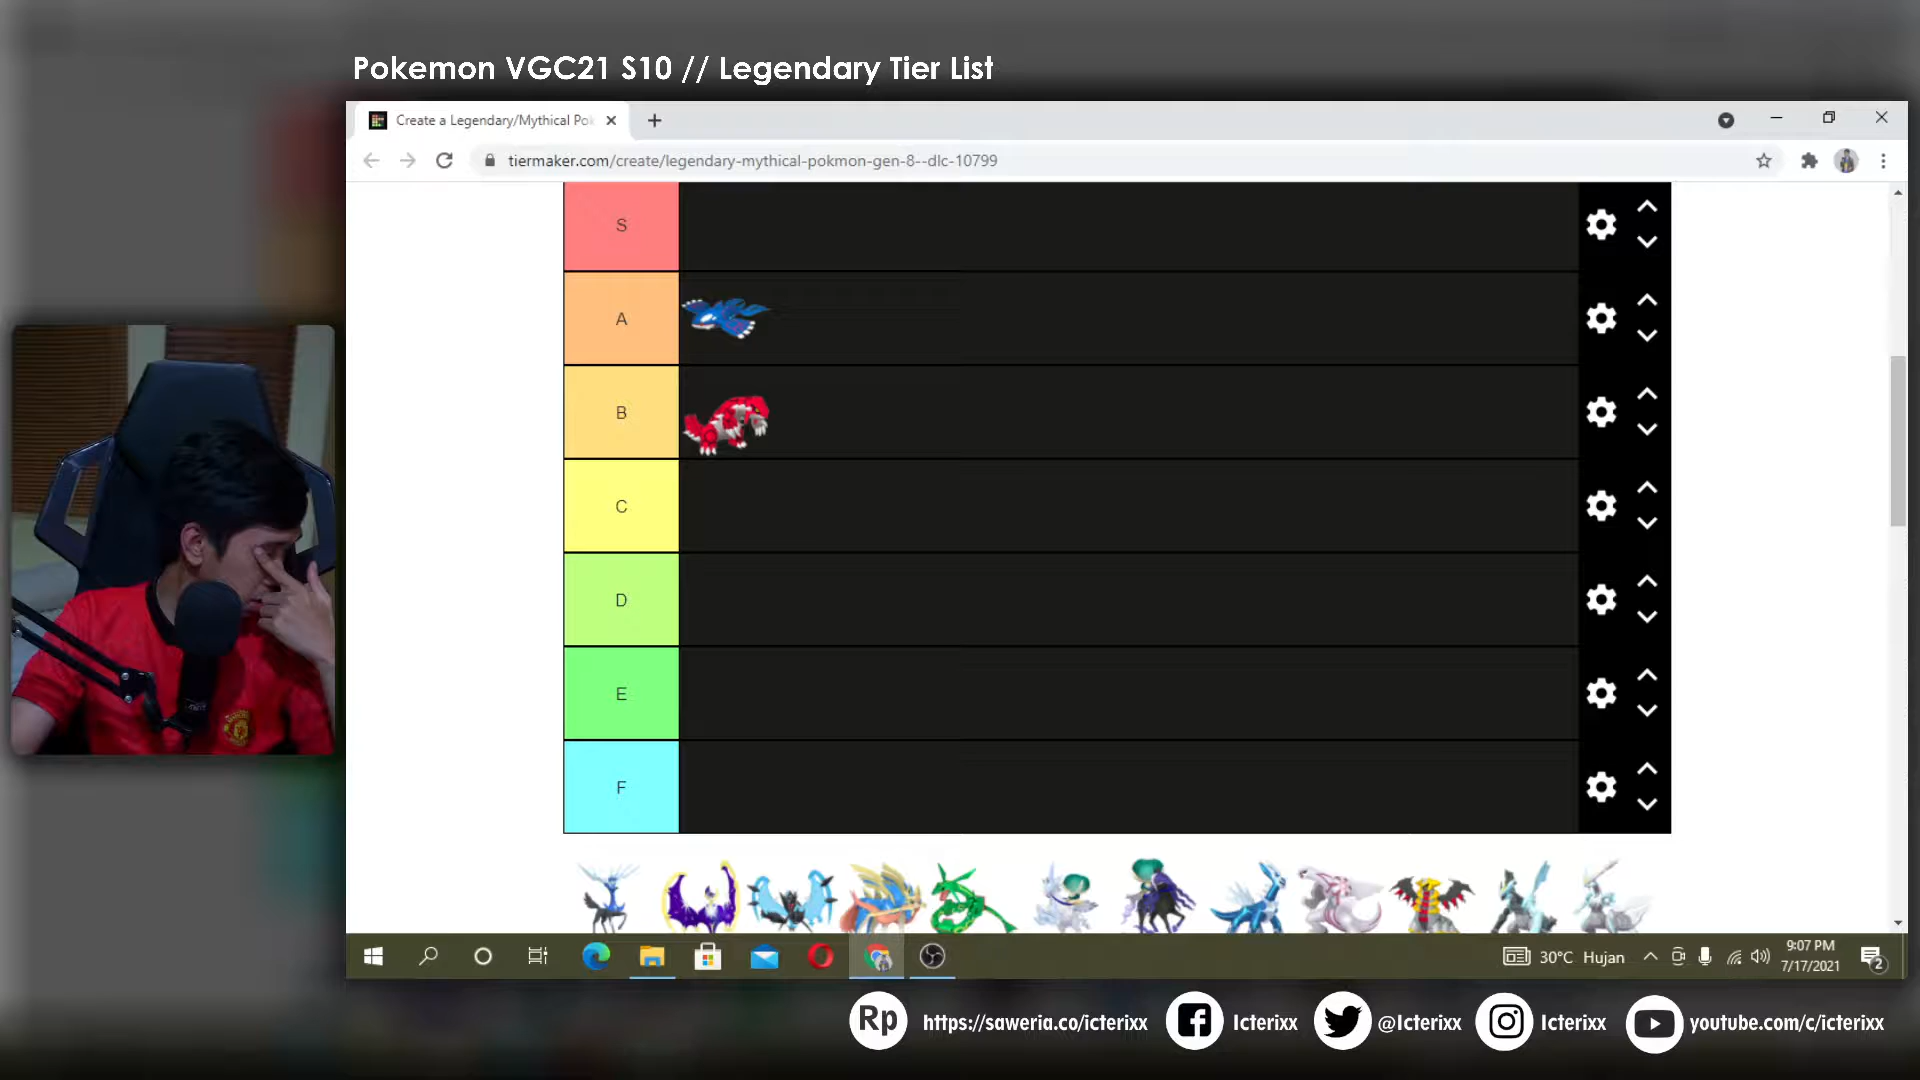 Pokemon VGC21 S10 // Legendary Tier List
Create a Legendary/Mythical Pok
tiermaker.com/create/legendary-mythical-pokmon-gen-8--dlc-10799
S
A
B
C
D
E
F
30°C Hujan
9:07 PM
7/17/2021
2
Rp https://saweria.co/icterixx Icterixx @Icterixx Icterixx youtube.com/c/icterixx